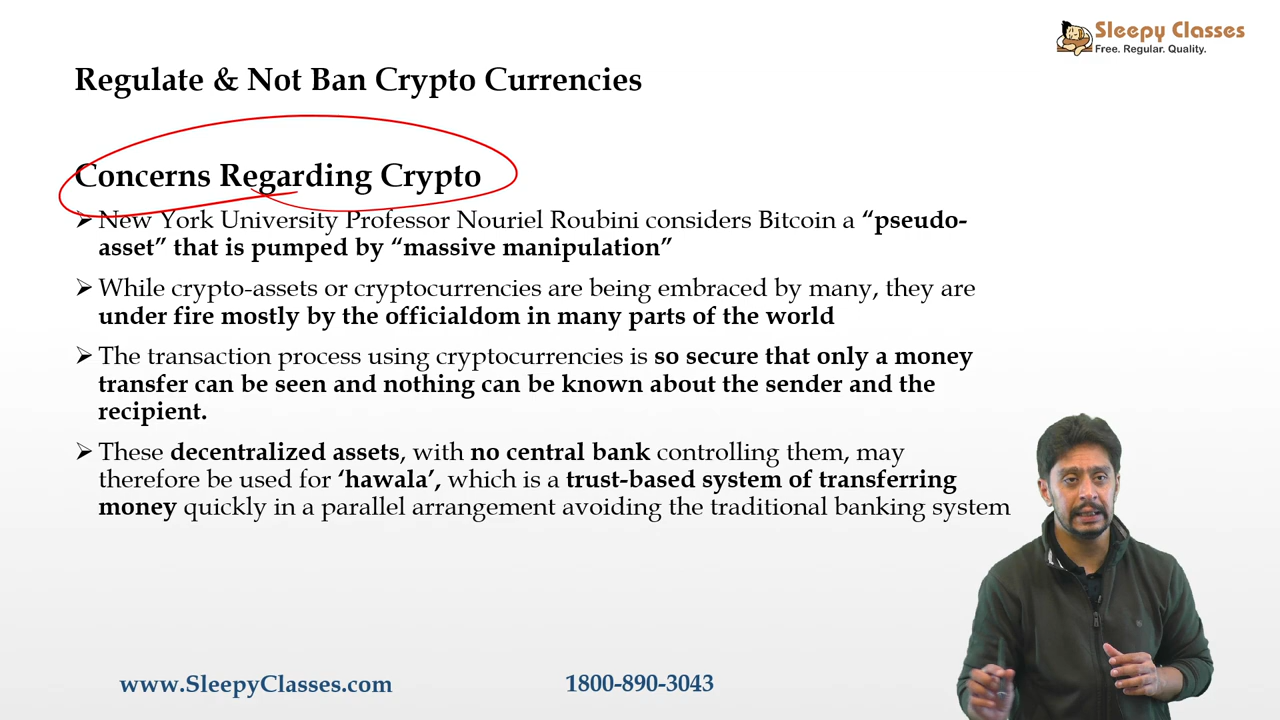 Sleepy Classes
Free. Regular. Quality.
Regulate & Not Ban Crypto Currencies
Concerns Regarding Crypto
➢ New York University Professor Nouriel Roubini considers Bitcoin a “pseudo-
asset” that is pumped by “massive manipulation”
➢ While crypto-assets or cryptocurrencies are being embraced by many, they are
under fire mostly by the officialdom in many parts of the world
➢ The transaction process using cryptocurrencies is so secure that only a money
transfer can be seen and nothing can be known about the sender and the
recipient.
➢ These decentralized assets, with no central bank controlling them, may
therefore be used for ‘hawala’, which is a trust-based system of transferring
money quickly in a parallel arrangement avoiding the traditional banking system
www.SleepyClasses.com
1800-890-3043